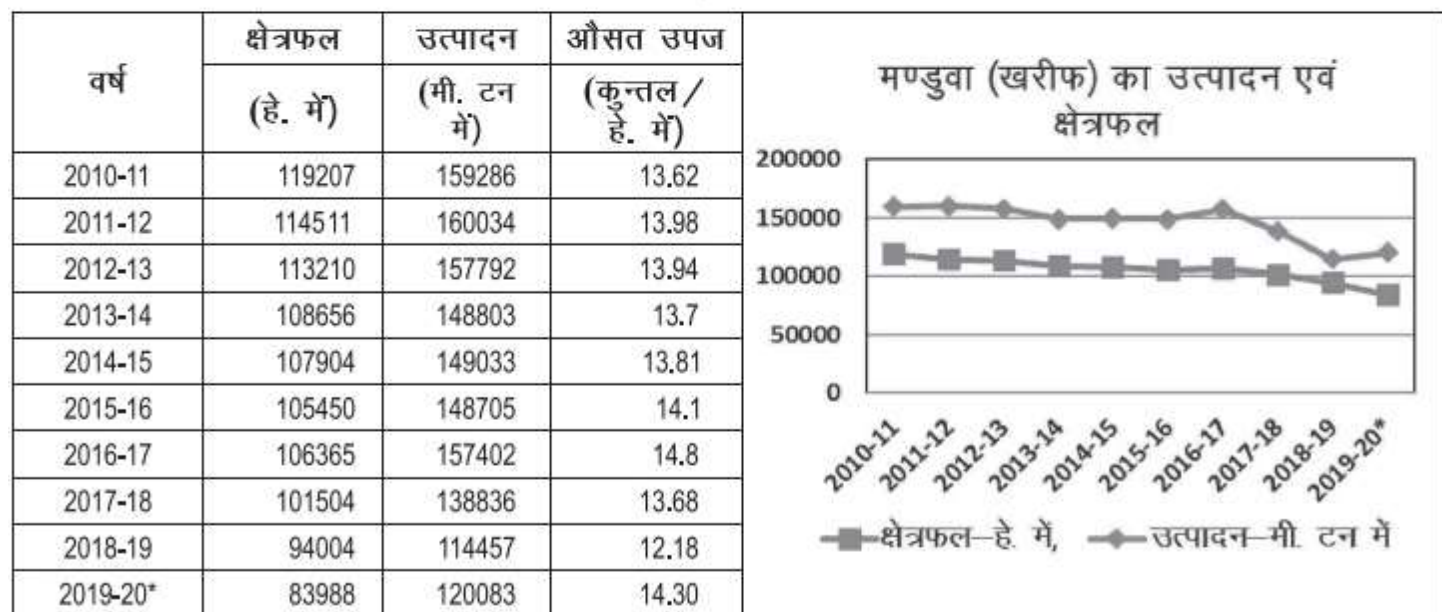 वर्ष क्षेत्रफल उत्पादन औसत उपज
(हे. में) (मी. टन में) (कुन्तल/ हे. में)
2010-11 119207 159286 13.62
2011-12 114511 160034 13.98
2012-13 113210 157792 13.94
2013-14 108656 148803 13.7
2014-15 107904 149033 13.81
2015-16 105450 148705 14.1
2016-17 106365 157402 14.8
2017-18 101504 138836 13.68
2018-19 94004 114457 12.18
2019-20* 83988 120083 14.30
मण्डुवा (खरीफ) का उत्पादन एवं
क्षेत्रफल
200000
150000
100000
50000
0
2010-11 2011-12 2012-13 2013-14 2014-15 2015-16 2016-17 2017-18 2018-19 2019-20*
क्षेत्रफल–हे. में, उत्पादन–मी. टन में